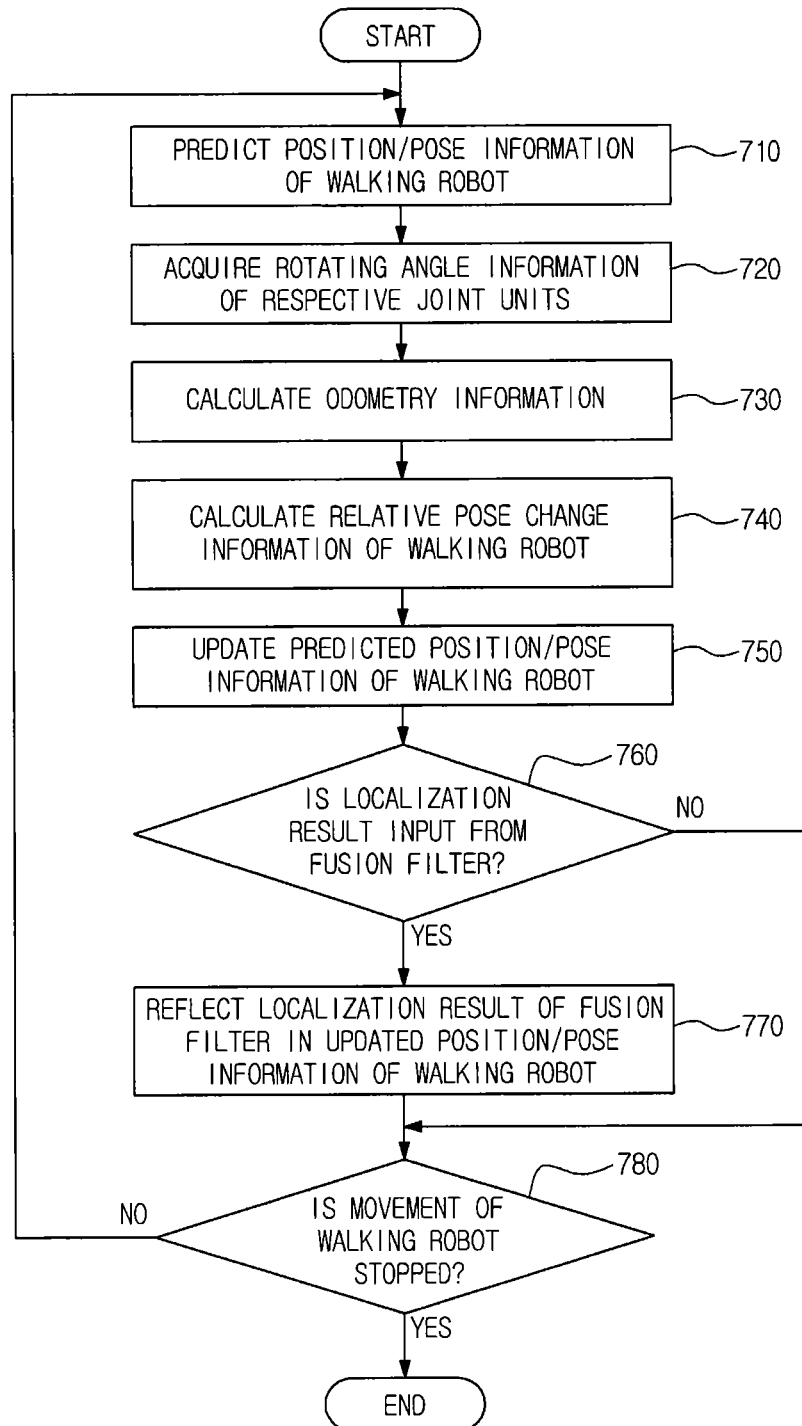 START
PREDICT POSITION/POSE INFORMATION
OF WALKING ROBOT
710
ACQUIRE ROTATING ANGLE INFORMATION
OF RESPECTIVE JOINT UNITS
720
CALCULATE ODOMETRY INFORMATION
730
CALCULATE RELATIVE POSE CHANGE
INFORMATION OF WALKING ROBOT
740
UPDATE PREDICTED POSITION/POSE
INFORMATION OF WALKING ROBOT
750
760
IS LOCALIZATION
RESULT INPUT FROM
FUSION FILTER?
NO
YES
REFLECT LOCALIZATION RESULT OF FUSION
FILTER IN UPDATED POSITION/POSE
INFORMATION OF WALKING ROBOT
770
780
NO
IS MOVEMENT OF
WALKING ROBOT
STOPPED?
YES
END